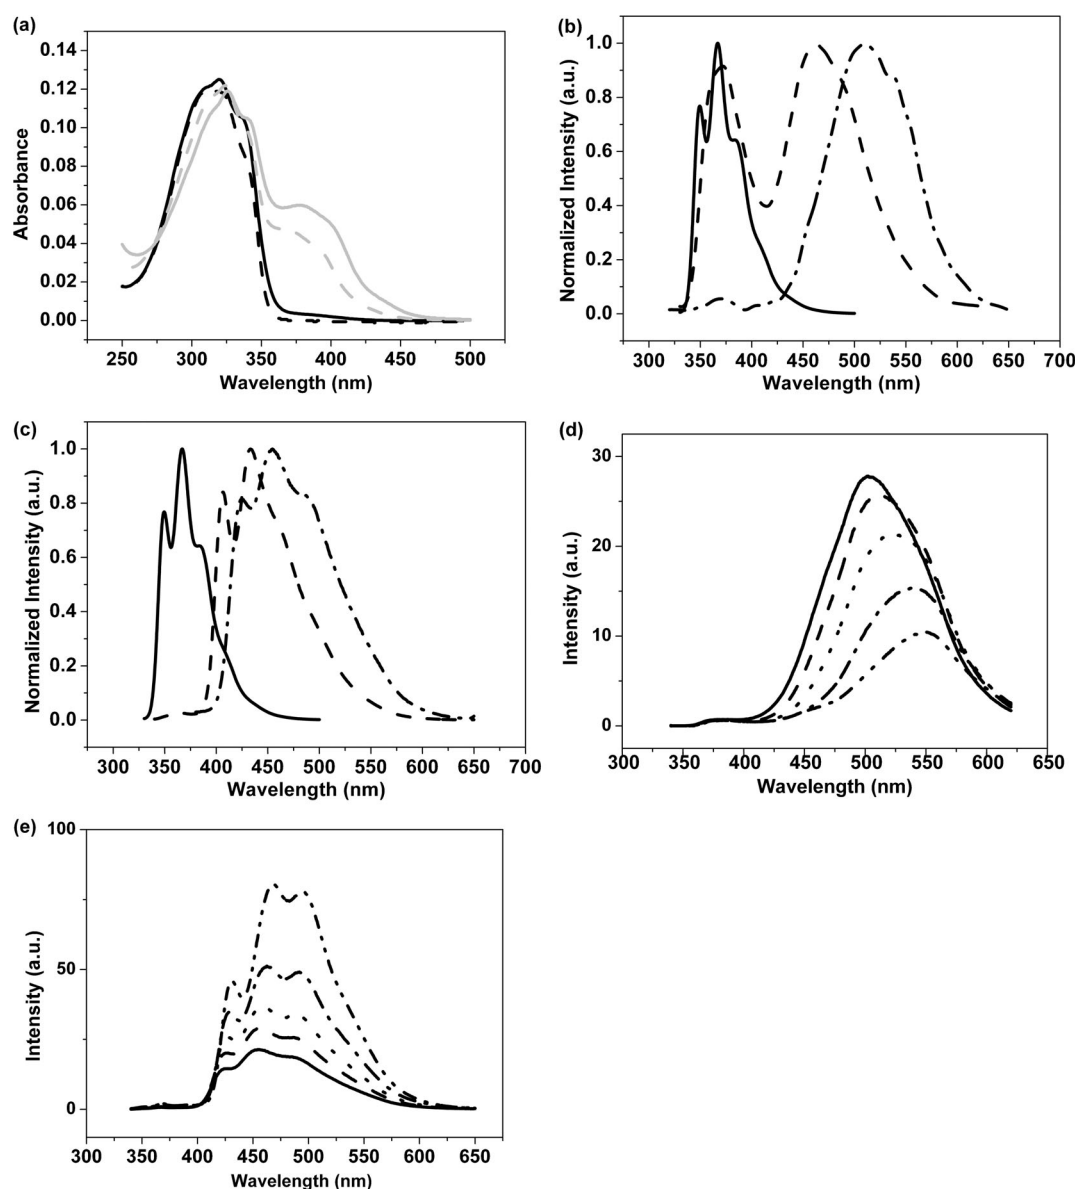 (a)
0.14
0.12
0.10
0.08
0.06
0.04
0.02
0.00
Absorbance
250 300 350 400 450 500
Wavelength (nm)
(b)
1.0
0.8
0.6
0.4
0.2
0.0
Normalized Intensity (a.u.)
300 350 400 450 500 550 600 650 700
Wavelength (nm)
(c)
1.0
0.8
0.6
0.4
0.2
0.0
Normalized Intensity (a.u.)
300 350 400 450 500 550 600 650 700
Wavelength (nm)
(d)
30
20
10
0
Intensity (a.u.)
300 350 400 450 500 550 600 650
Wavelength (nm)
(e)
100
50
0
Intensity (a.u.)
300 350 400 450 500 550 600 650
Wavelength (nm)